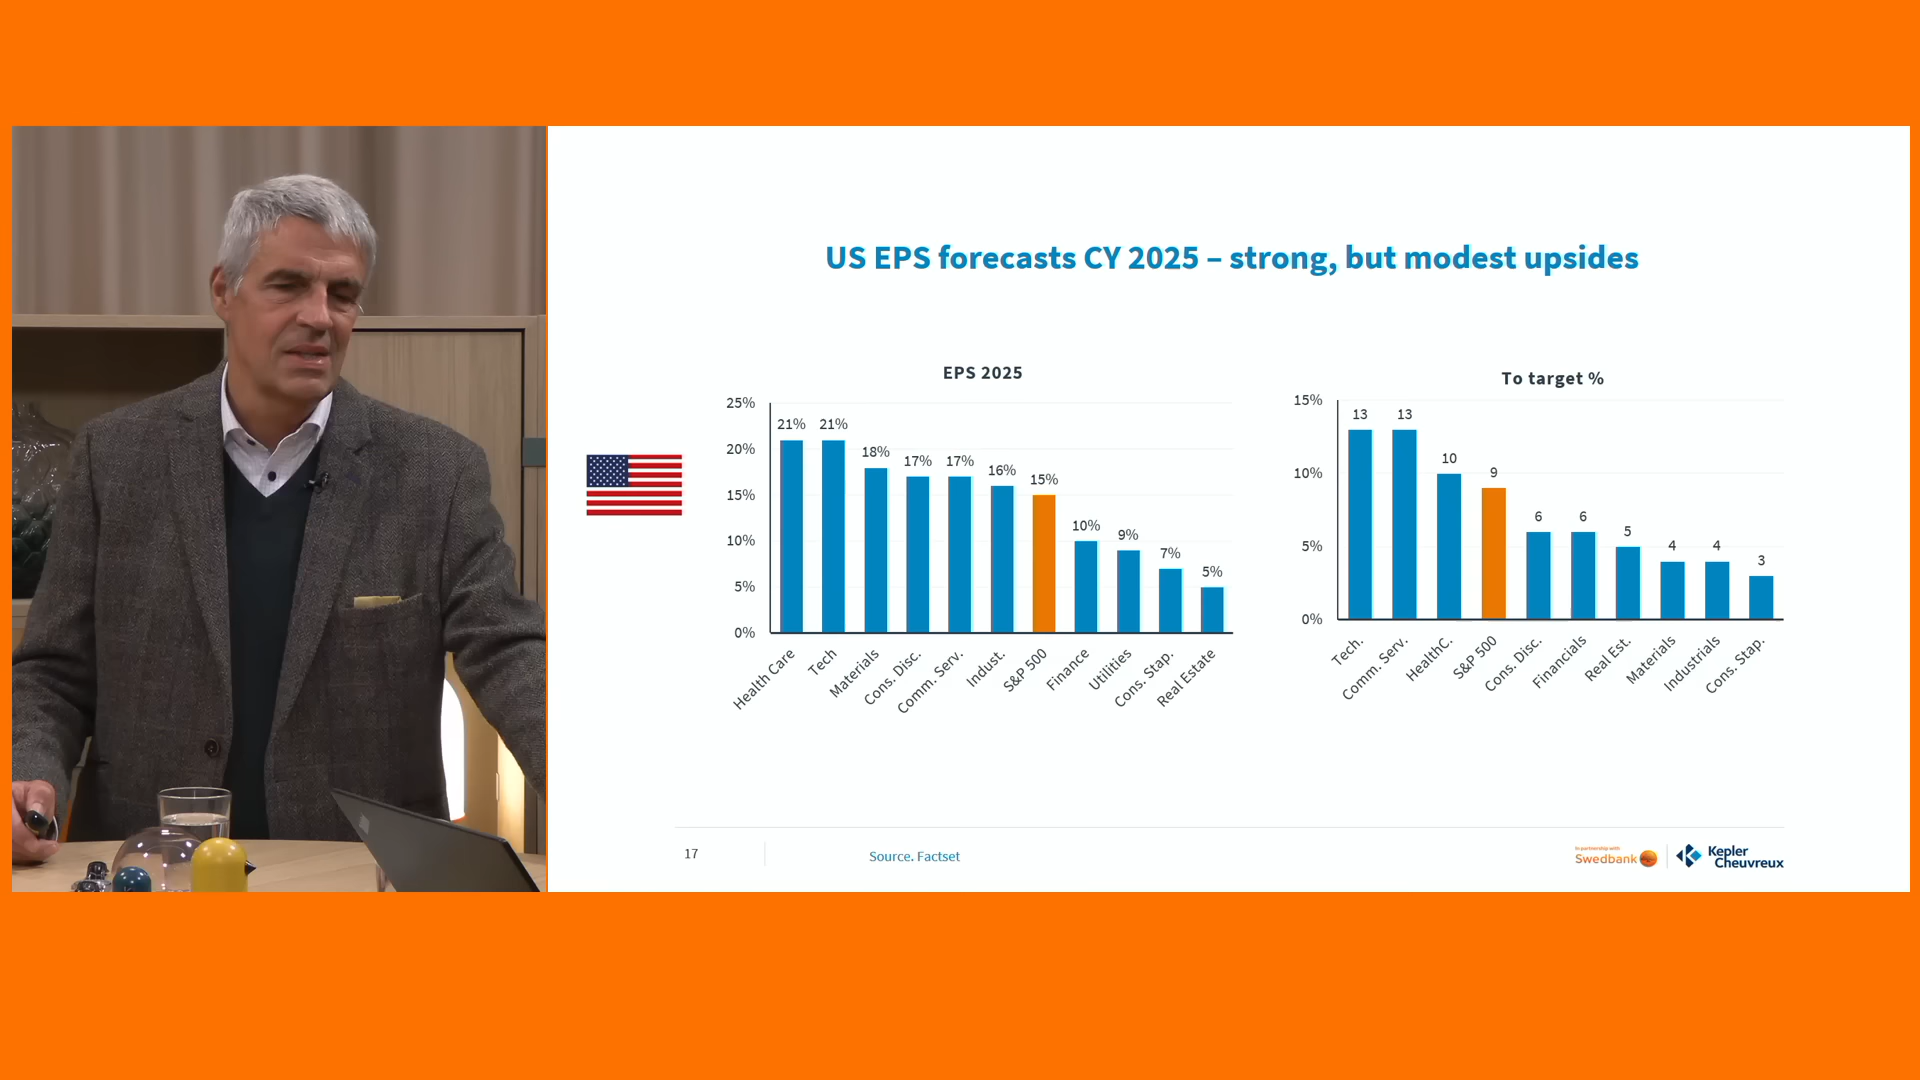 US EPS forecasts CY 2025 – strong, but modest upsides
EPS 2025
25%
20%
15%
10%
5%
0%
21%
21%
18%
17%
17%
16%
15%
10%
9%
7%
5%
Health Care
Tech
Materials
Cons. Disc.
Comm. Serv.
Indust.
S&P 500
Finance
Utilities
Cons. Stap.
Real Estate
To target %
15%
10%
5%
0%
13
13
10
9
6
6
5
4
4
3
Tech.
Comm. Serv.
HealthC.
S&P 500
Cons. Disc.
Financials
Real Est.
Materials
Industrials
Cons. Stap.
17
Source. Factset
In partnership with
Swedbank
Kepler
Cheuvreux